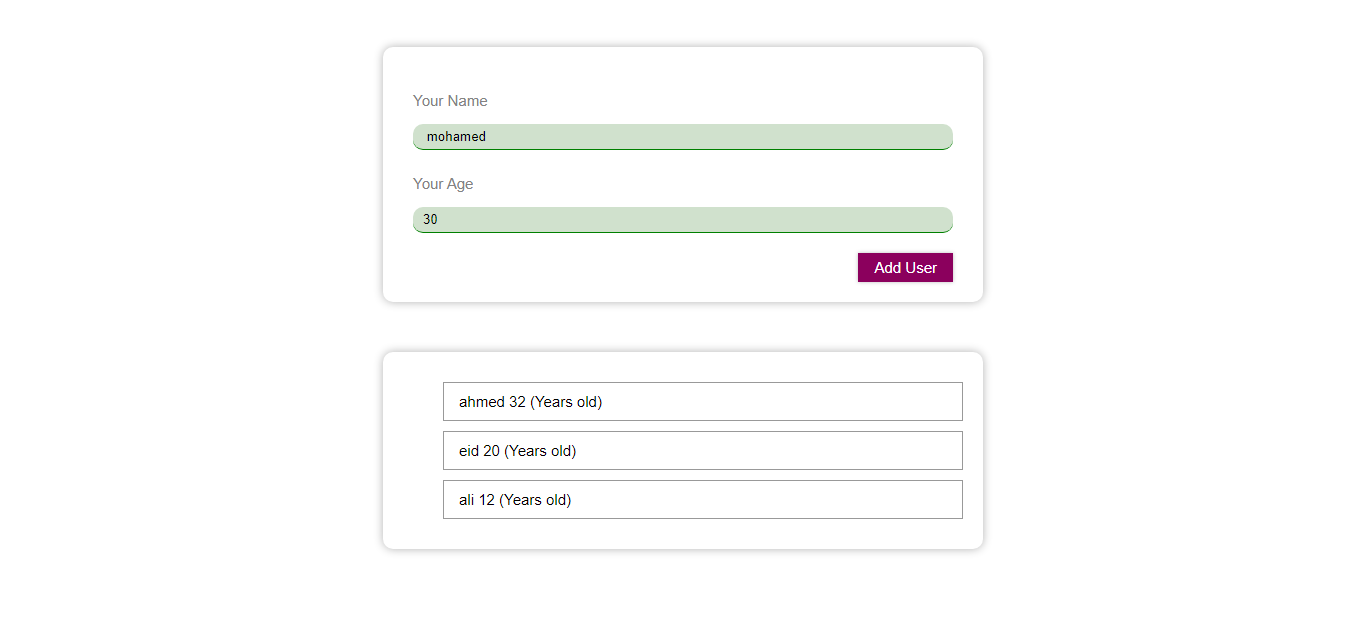 Your Name
mohamed
Your Age
30
Add User
ahmed 32 (Years old)
eid 20 (Years old)
ali 12 (Years old)